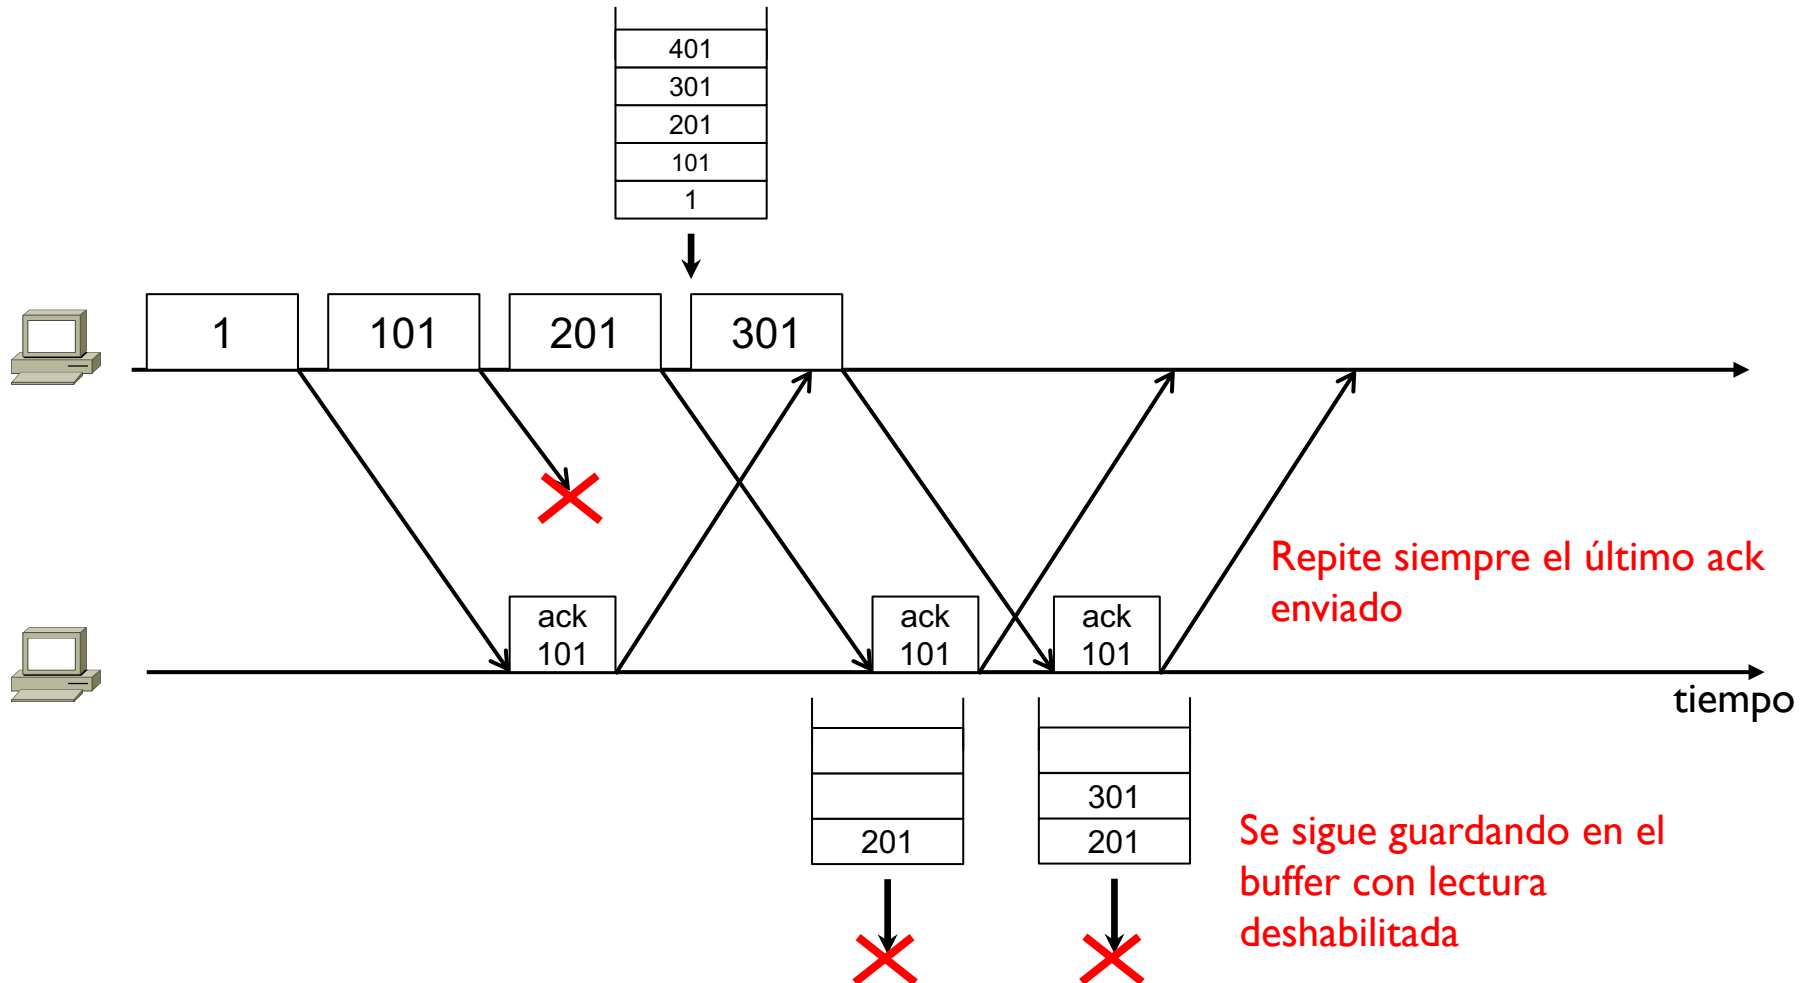 401
301
201
101
1
1
101
201
301
Repite siempre el último ack
enviado
ack
101
ack
101
ack
101
tiempo
201
301
201
Se sigue guardando en el
buffer con lectura
deshabilitada